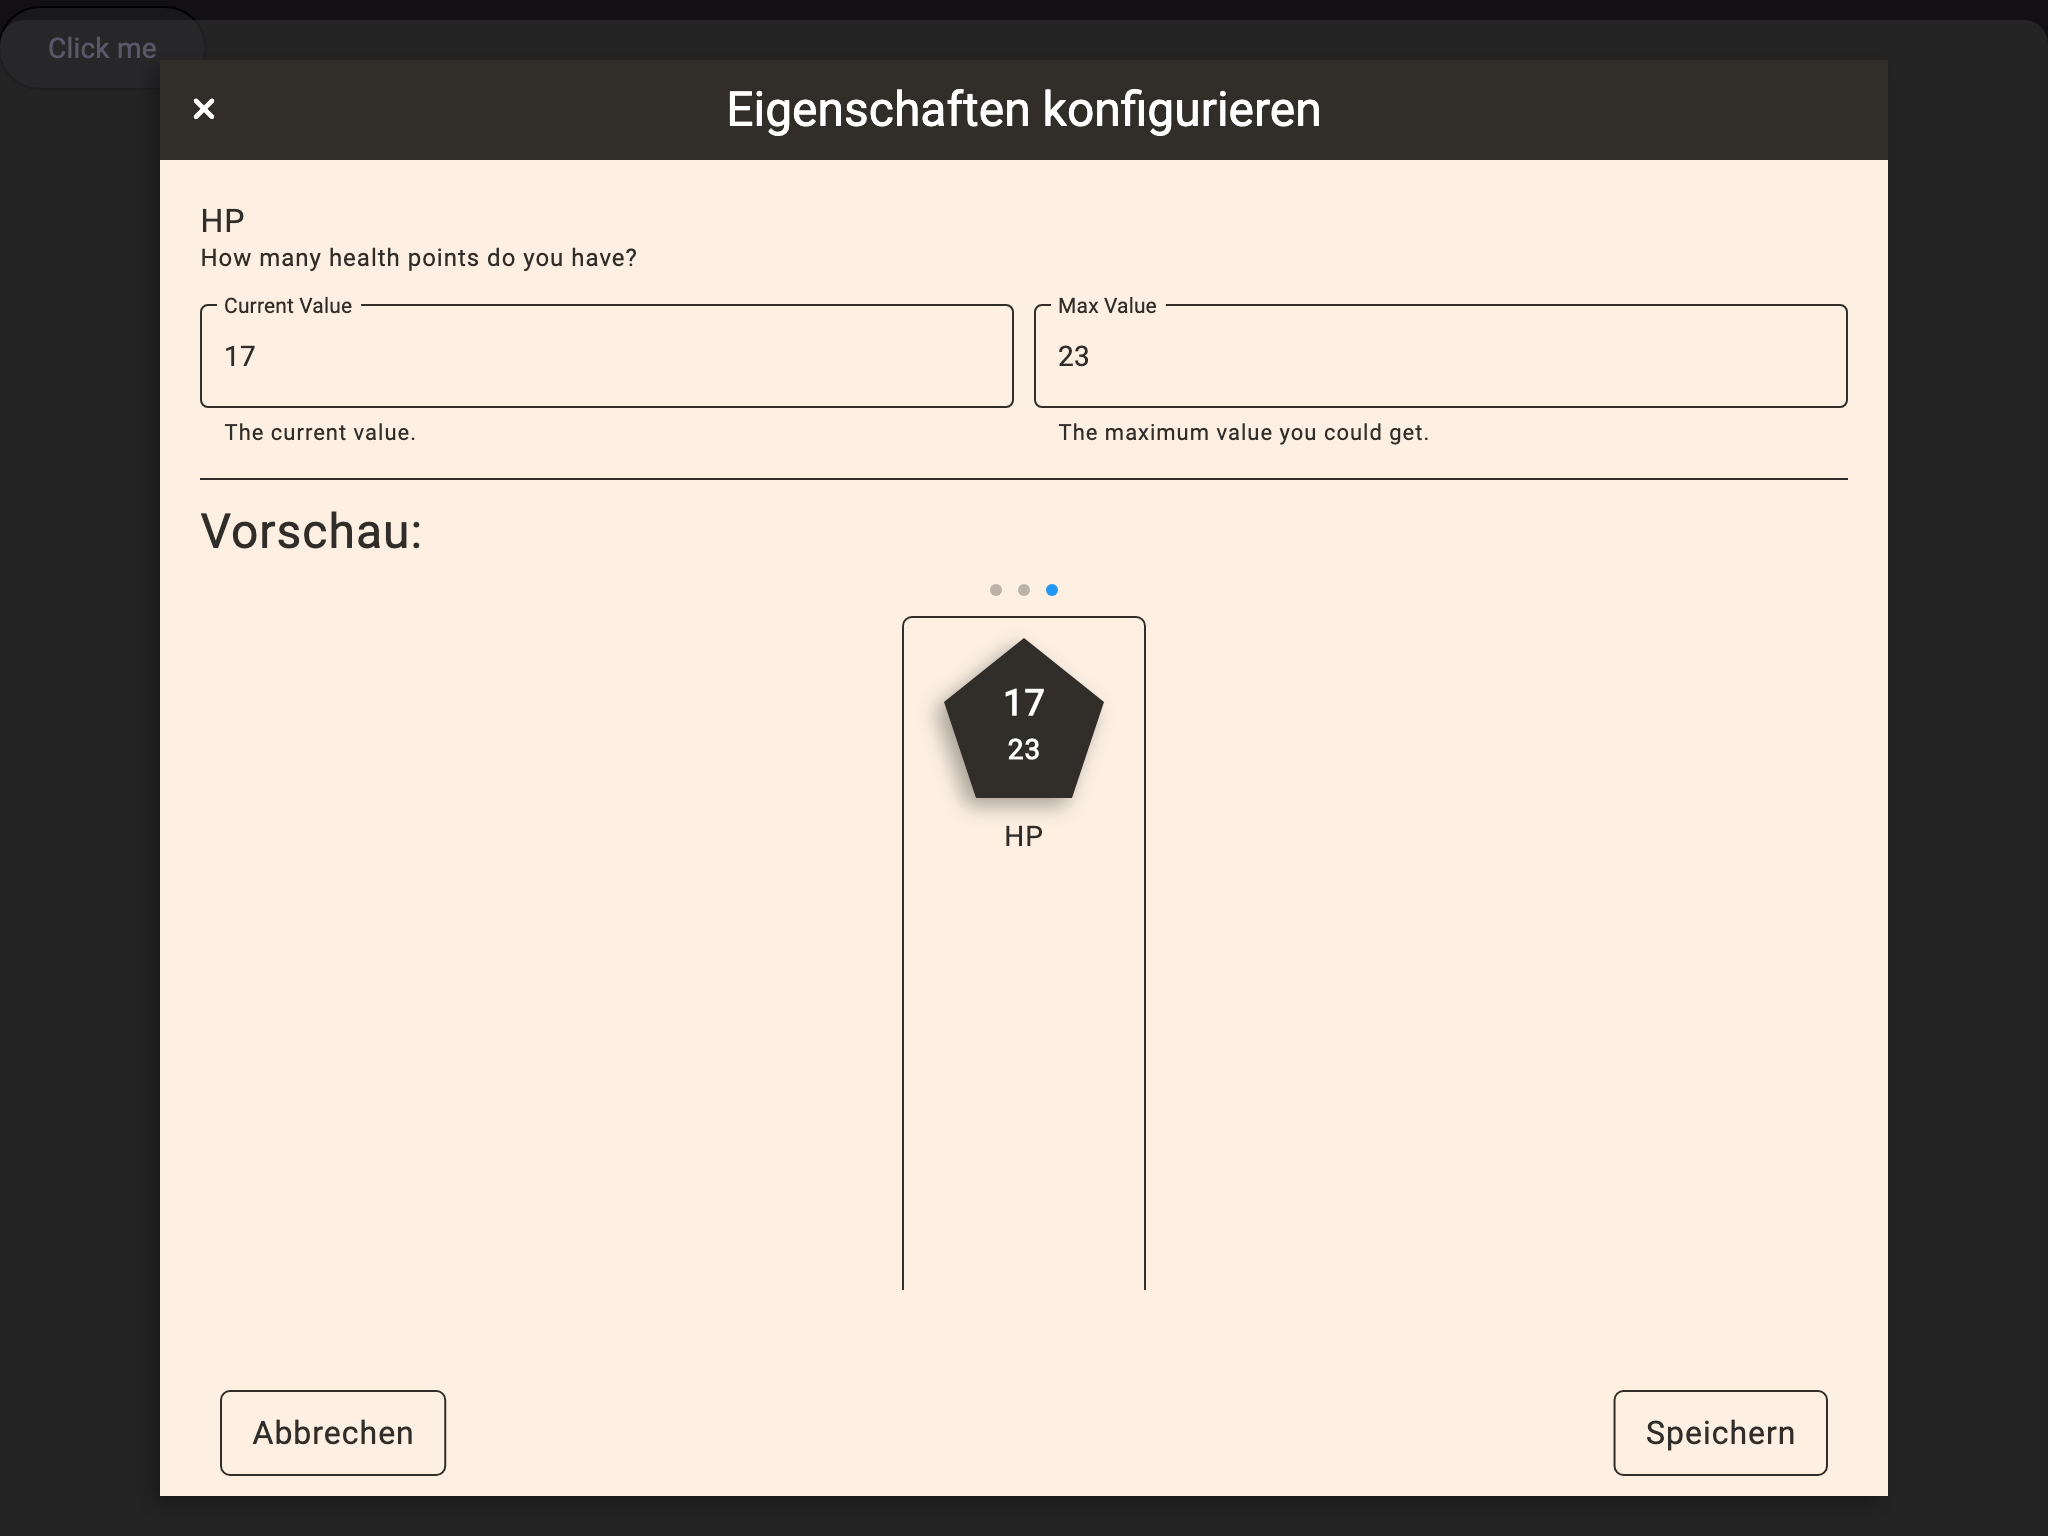 Click me
Eigenschaften konfigurieren
HP
How many health points do you have?
Current Value
17
The current value.
Max Value
23
The maximum value you could get.
Vorschau:
17
23
HP
Abbrechen
Speichern